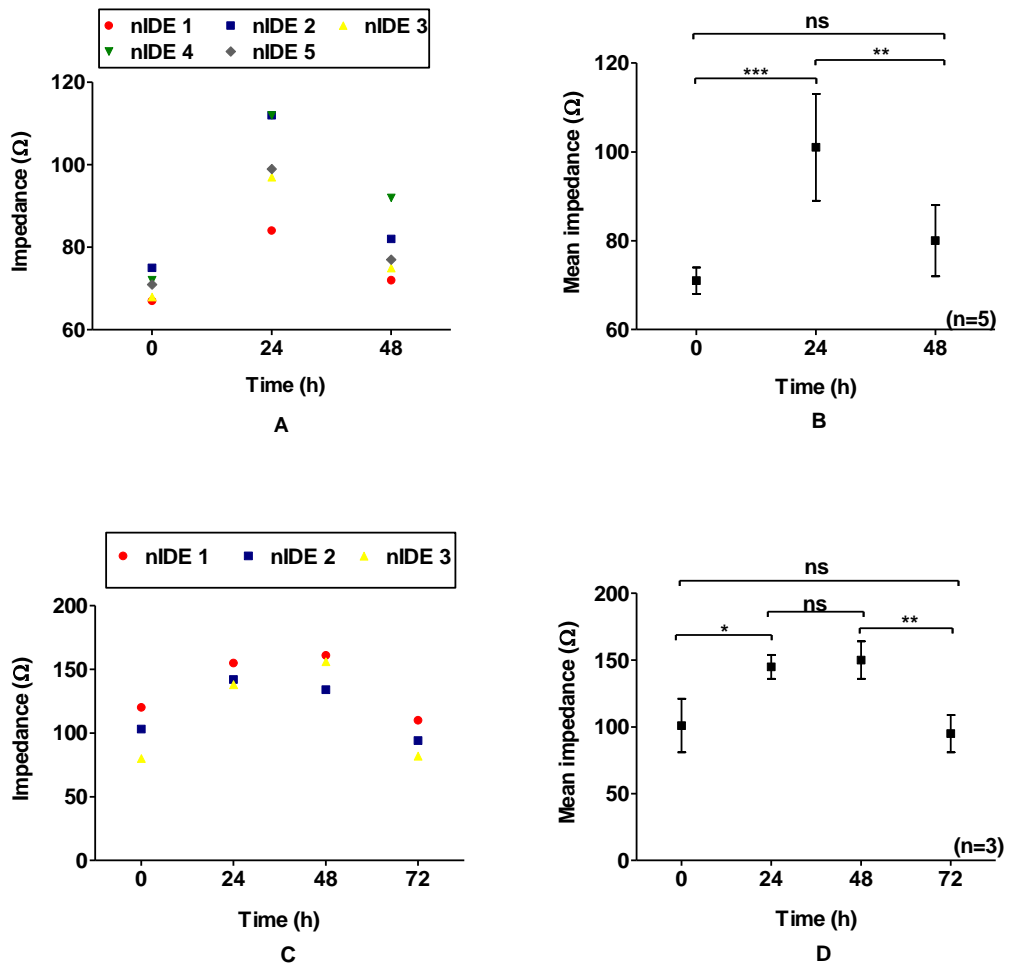 nIDE 1 nIDE 2 nIDE 3
nIDE 4 nIDE 5
120
100
80
60
Impedance (Ω)
0 24 48
Time (h)
A
ns
*** **
120
100
80
60
Mean impedance (Ω)
(n=5)
0 24 48
Time (h)
B
nIDE 1 nIDE 2 nIDE 3
200
150
100
50
0
Impedance (Ω)
0 24 48 72
Time (h)
C
ns
ns
* **
200
150
100
50
0
Mean impedance (Ω)
(n=3)
0 24 48 72
Time (h)
D